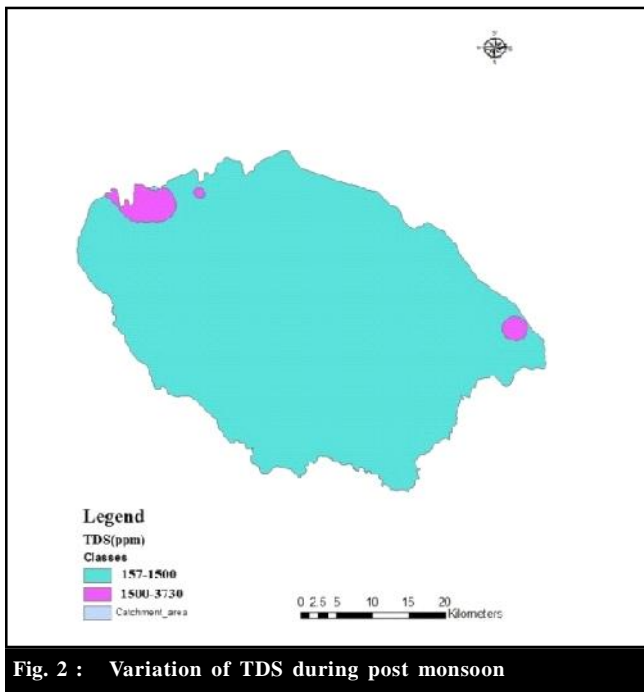 Legend
TDS(ppm)
Classes
157-1500
1500-3730
Catchment_area
0 2.5 5 10 15 20
Kilometers
Fig. 2 : Variation of TDS during post monsoon